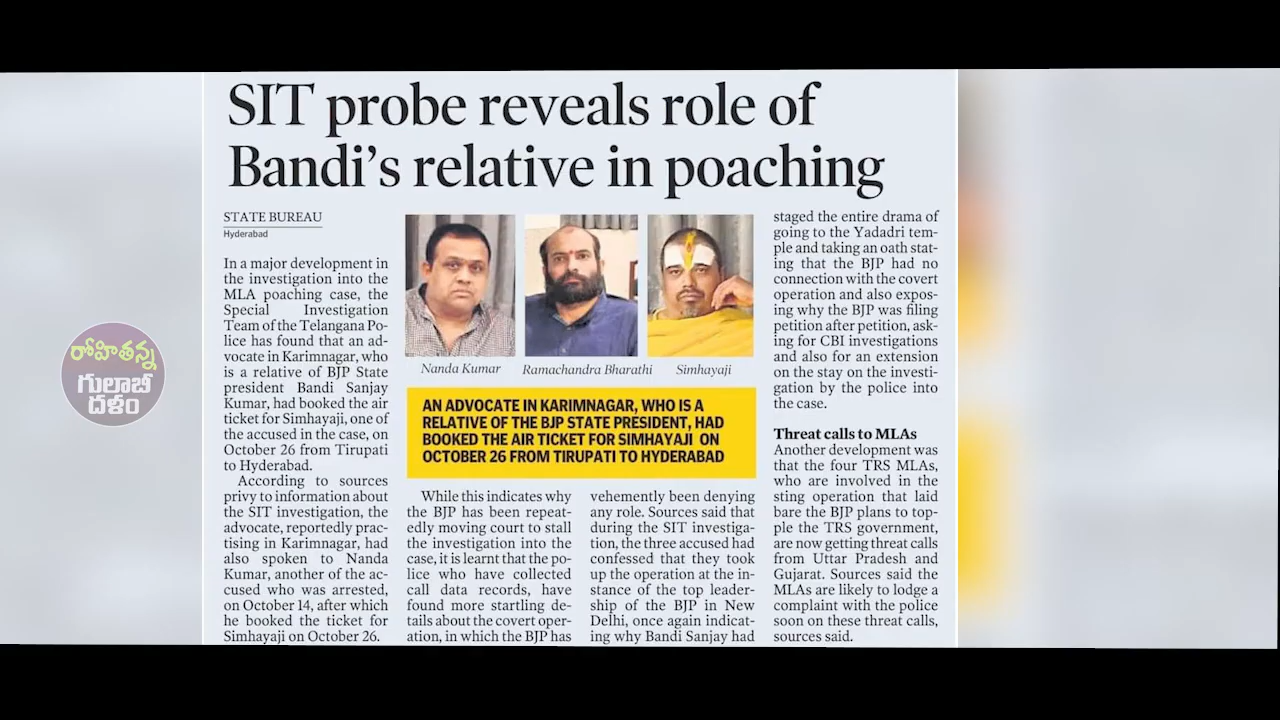 SIT probe reveals role of
Bandi's relative in poaching
STATE BUREAU
Hyderabad
In a major development in
the investigation into the
MLA poaching case, the
Special Investigation
Team of the Telangana Po-
lice has found that an ad-
vocate in Karimnagar, who
is a relative of BJP State
president Bandi Sanjay
Kumar, had booked the air
ticket for Simhayaji, one of
the accused in the case, on
October 26 from Tirupati
to Hyderabad.
According to sources
privy to information about
the SIT investigation, the
advocate, reportedly prac-
tising in Karimnagar, had
also spoken to Nanda
Kumar, another of the ac-
cused who was arrested,
on October 14, after which
he booked the ticket for
Simhayaji on October 26.
Nanda Kumar
Ramachandra Bharathi
Simhayaji
AN ADVOCATE IN KARIMNAGAR, WHO IS A
RELATIVE OF THE BJP STATE PRESIDENT, HAD
BOOKED THE AIR TICKET FOR SIMHAYAJI ON
OCTOBER 26 FROM TIRUPATI TO HYDERABAD
While this indicates why
the BJP has been repeat-
edly moving court to stall
the investigation into the
case, it is learnt that the po-
lice who have collected
call data records, have
found more startling de-
tails about the covert oper-
ation, in which the BJP has
vehemently been denying
any role. Sources said that
during the SIT investiga-
tion, the three accused had
confessed that they took
up the operation at the in-
stance of the top leader-
ship of the BJP in New
Delhi, once again indicat-
ing why Bandi Sanjay had
staged the entire drama of
going to the Yadadri tem-
ple and taking an oath stat-
ing that the BJP had no
connection with the covert
operation and also expos-
ing why the BJP was filing
petition after petition, ask-
ing for CBI investigations
and also for an extension
on the stay on the investi-
gation by the police into
the case.
Threat calls to MLAs
Another development was
that the four TRS MLAs,
who are involved in the
sting operation that laid
bare the BJP plans to top-
ple the TRS government,
are now getting threat calls
from Uttar Pradesh and
Gujarat. Sources said the
MLAs are likely to lodge a
complaint with the police
soon on these threat calls,
sources said.
రోహితన్న
గులాబీ
దళం